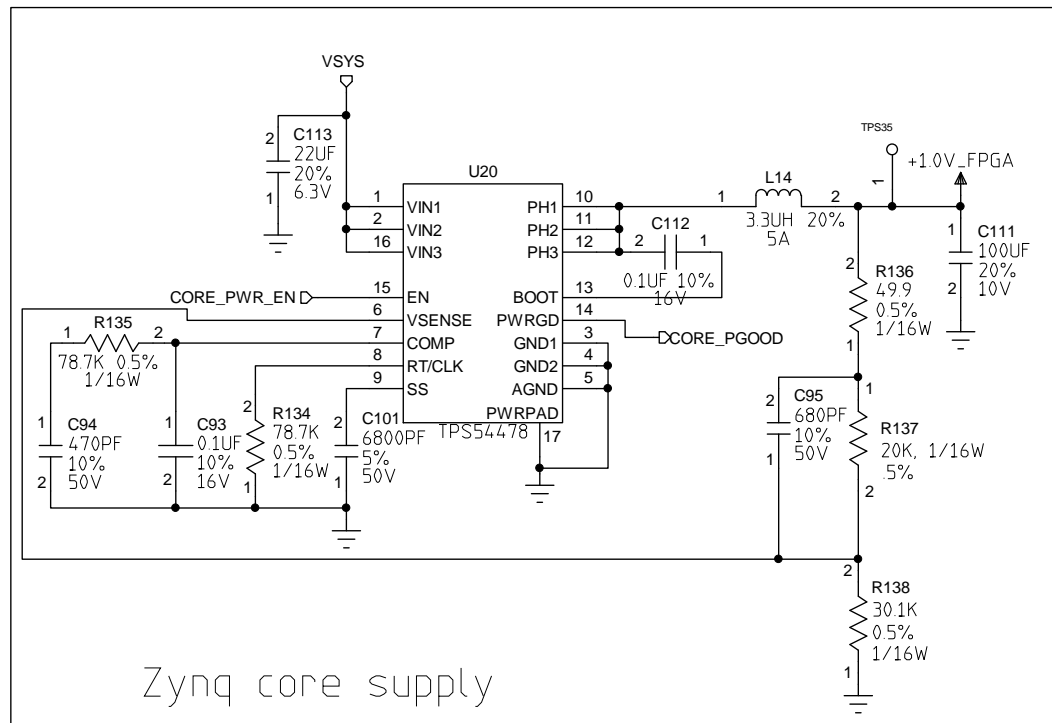 VSYS
2
C113
22UF
20%
6.3V
1
U20
1 VIN1
2 VIN2
16 VIN3
CORE_PWR_EN 15 EN
6 VSENSE
7 COMP
8 RT/CLK
9 SS
PH1 10
PH2 11
PH3 12
BOOT 13
PWRGD 14
CORE_PGOOD
GND1 3
GND2 4
AGND 5
PWRPAD
17
TPS54478
1 L14 2
3.3UH 20%
5A
2 C112 1
0.1UF 10%
16V
TPS35
1
+1.0V_FPGA
1
C111
100UF
20%
10V
2
2
R136
49.9
0.5%
1/16W
1
2
C95
680PF
10%
50V
1
1
R137
20K, 1/16W
.5%
2
2
R138
30.1K
0.5%
1/16W
1
1 R135 2
78.7K 0.5%
1/16W
1
C94
470PF
10%
50V
2
1
C93
0.1UF
10%
16V
2
2
R134
78.7K
0.5%
1/16W
1
2
C101
6800PF
5%
50V
1
Zynq core supply